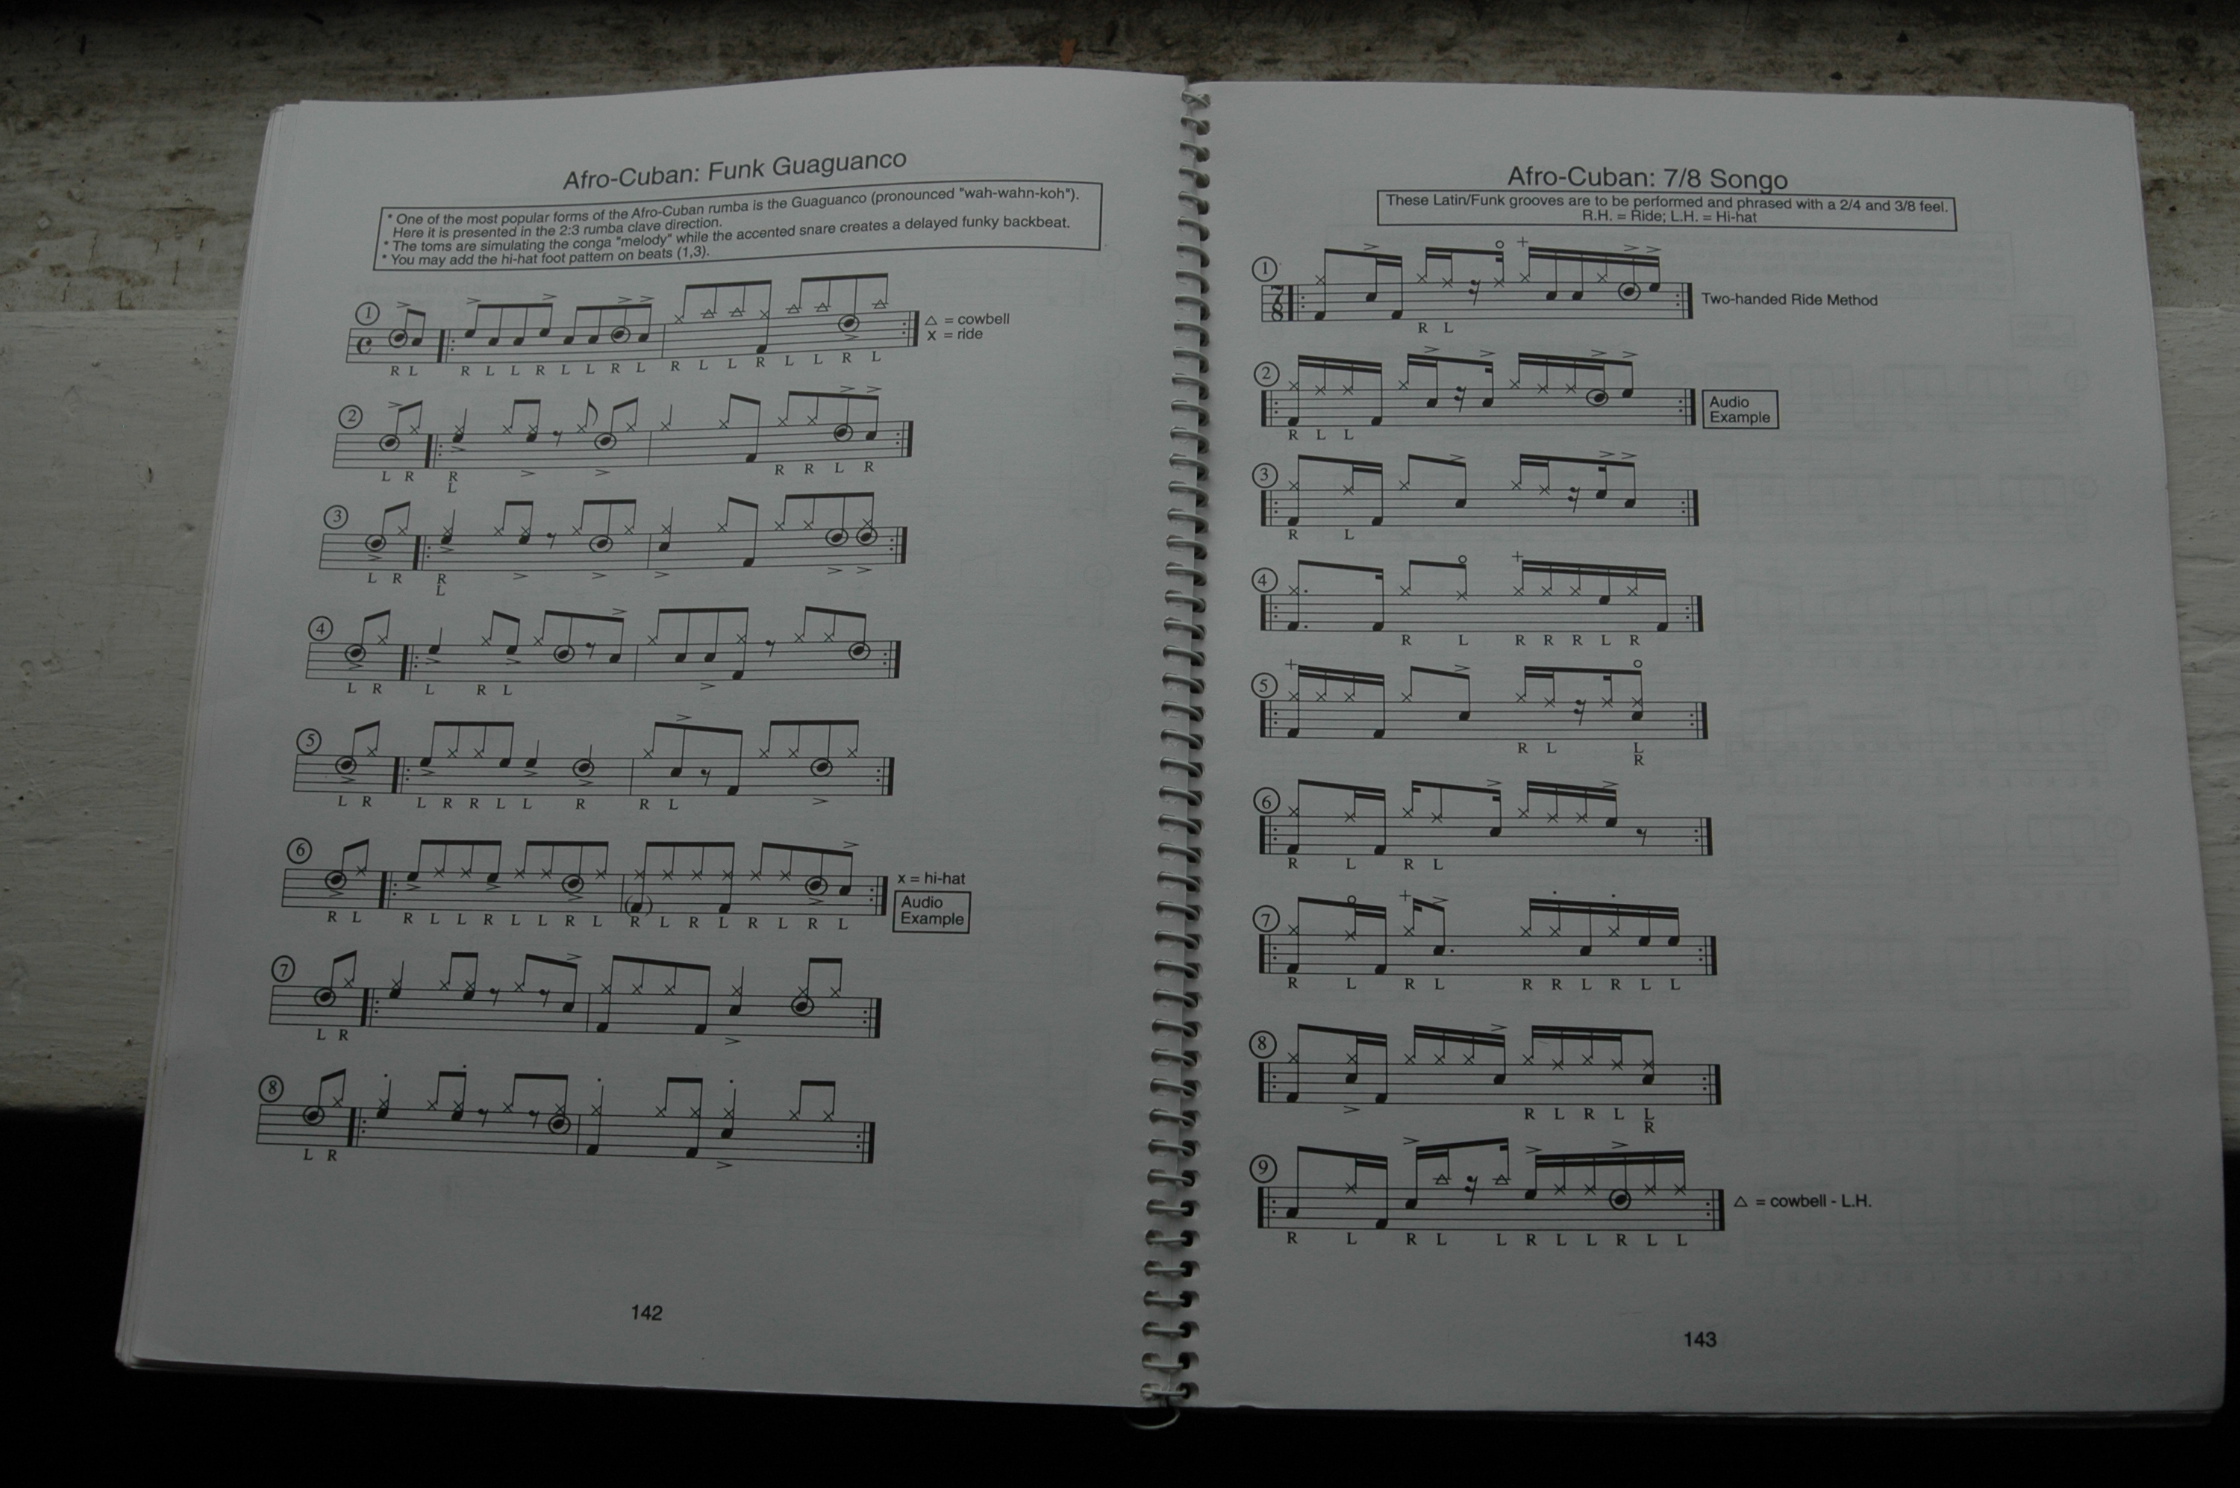 Afro-Cuban: Funk Guaguanco
* One of the most popular forms of the Afro-Cuban rumba is the Guaguanco (pronounced "wah-wahn-koh").
Here it is presented in the 2:3 rumba clave direction.
* The toms are simulating the conga "melody" while the accented snare creates a delayed funky backbeat.
* You may add the hi-hat foot pattern on beats (1,3).
1
△ = cowbell
x = ride
R L R L L R L L R L R L L R L L R L
2
L R R R R L R
L
3
L R R
L
4
L R L R L
5
L R L R R L L R R L
6
x = hi-hat
Audio
Example
R L R L L R L L R L R L R L R L R L
7
L R
8
L R
142
Afro-Cuban: 7/8 Songo
These Latin/Funk grooves are to be performed and phrased with a 2/4 and 3/8 feel.
R.H. = Ride; L.H. = Hi-hat
1
7
8
Two-handed Ride Method
R L
2
Audio
Example
R L L
3
R L
4
R L R R R L R
5
R L L
R
6
R L R L
7
R L R L R R L R L L
8
R L R L L
R
9
△ = cowbell - L.H.
R L R L L R L L R L L
143